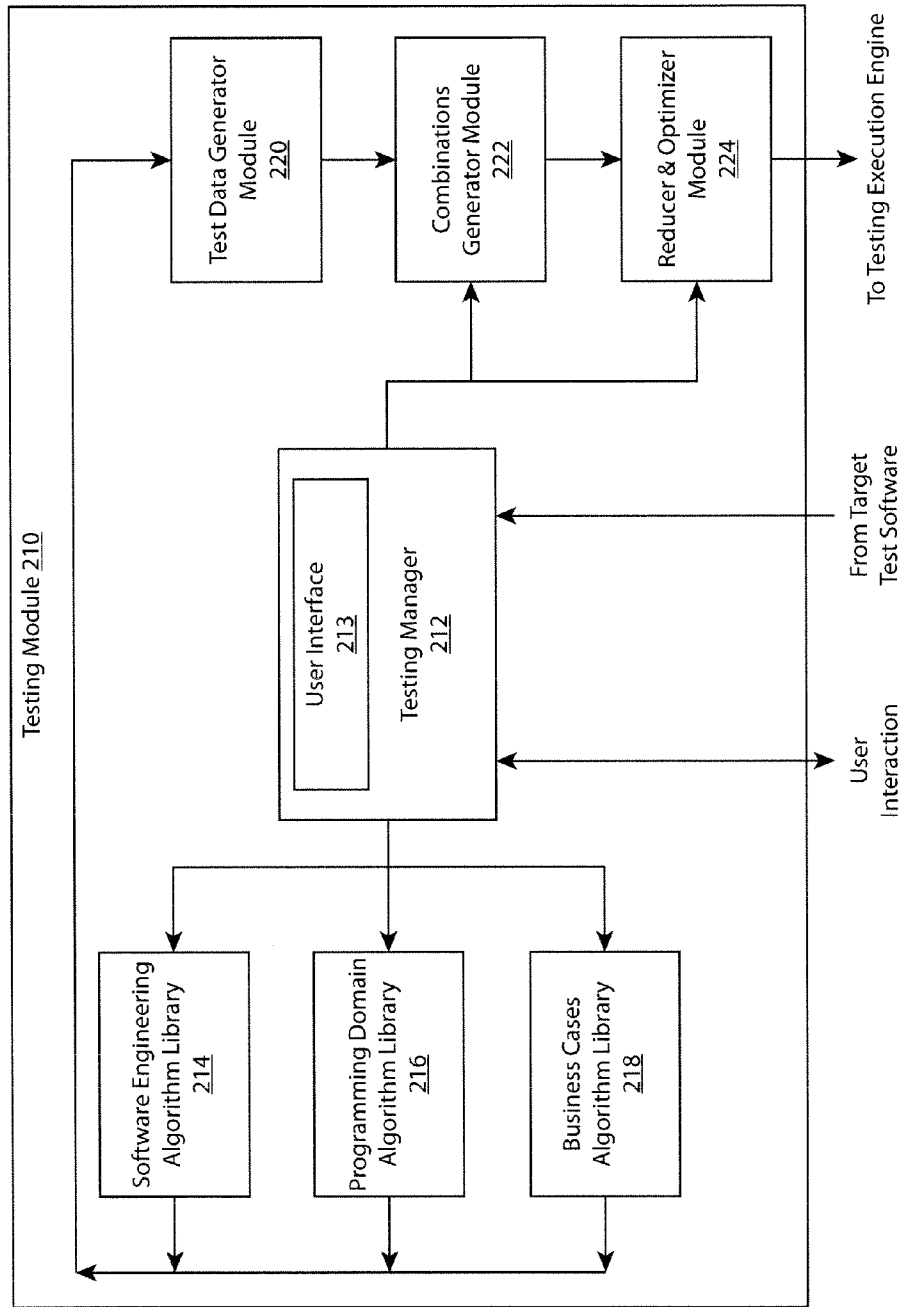 Testing Module 210
Software Engineering
Algorithm Library
214
Programming Domain
Algorithm Library
216
Business Cases
Algorithm Library
218
User Interface
213
Testing Manager
212
Test Data Generator
Module
220
Combinations
Generator Module
222
Reducer & Optimizer
Module
224
User
Interaction
From Target
Test Software
To Testing Execution Engine